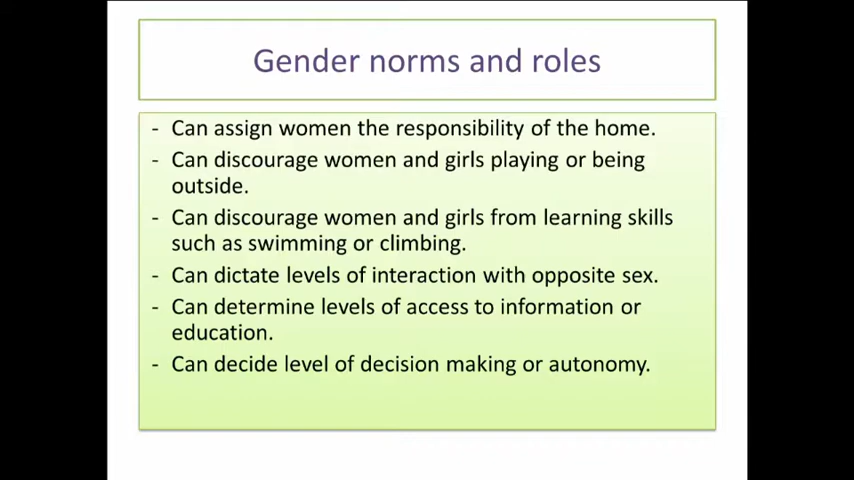 Gender norms and roles
- Can assign women the responsibility of the home.
- Can discourage women and girls playing or being
outside.
- Can discourage women and girls from learning skills
such as swimming or climbing.
- Can dictate levels of interaction with opposite sex.
- Can determine levels of access to information or
education.
- Can decide level of decision making or autonomy.